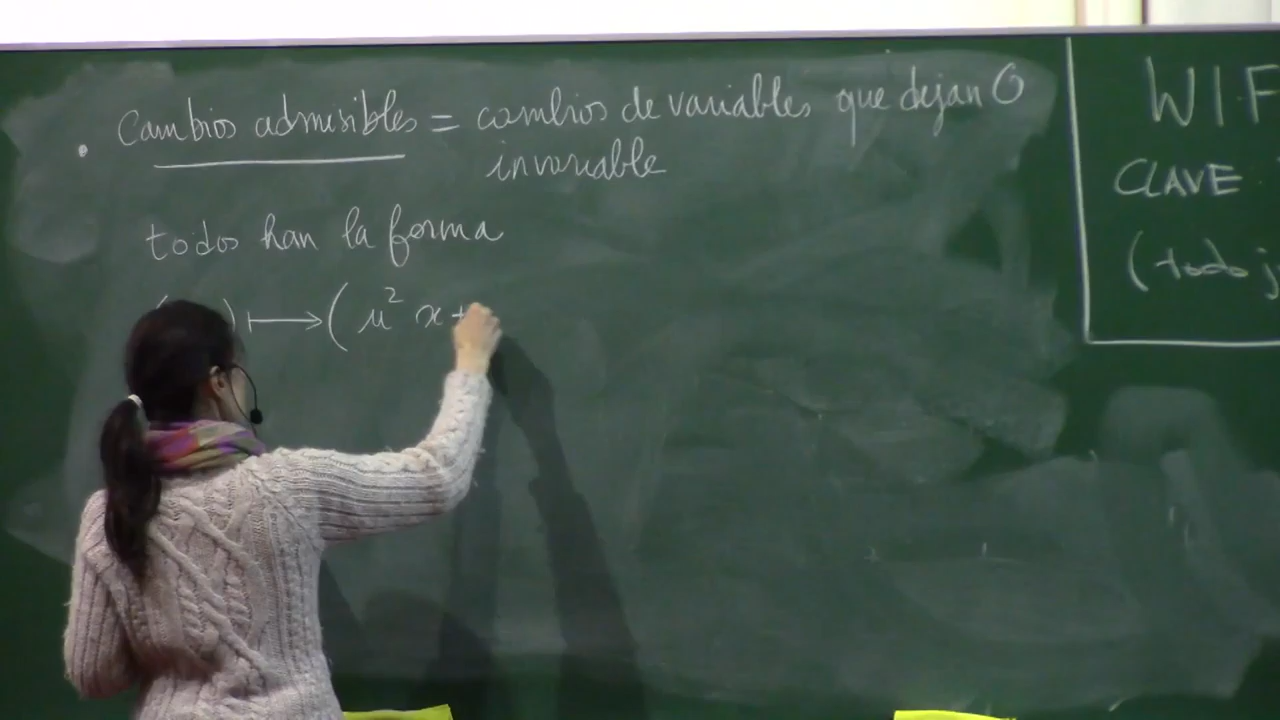 . Cambios admisibles = cambios de variables que dejan O
invariable
todos han la forma
( ) ⟼ ( u² x +
WIF
CLAVE
(todo j